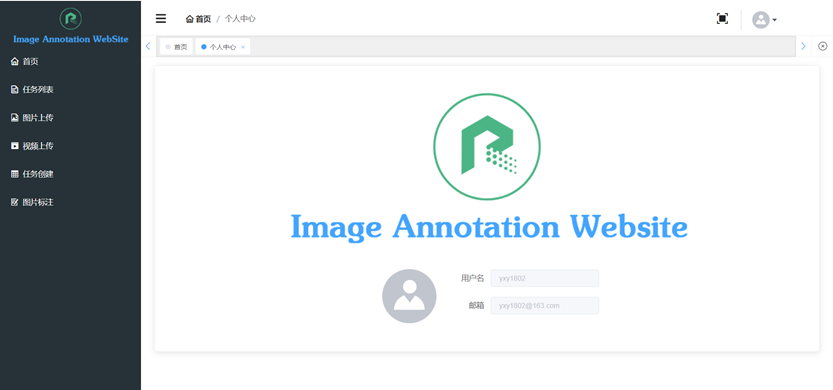 Image Annotation WebSite
首页
任务列表
图片上传
视频上传
任务创建
图片标注
首页 / 个人中心
首页 个人中心 ×
Image Annotation Website
用户名 yxy1802
邮箱 yxy1802@163.com